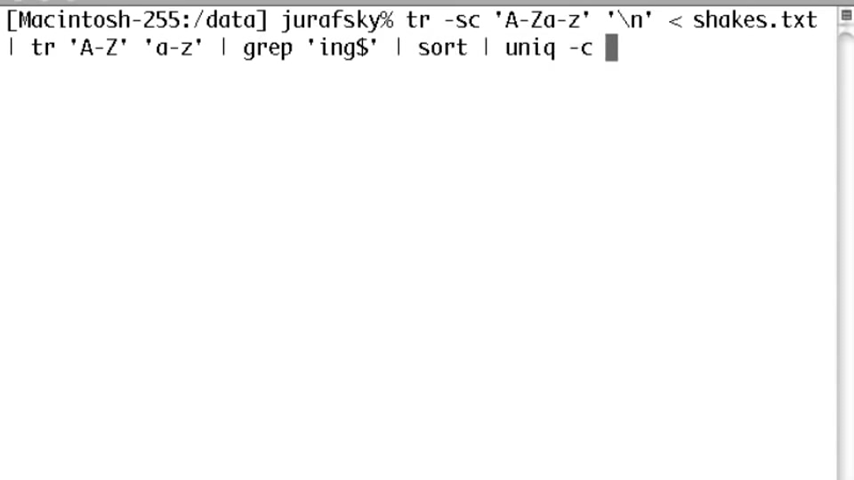 [Macintosh-255:/data] jurafsky% tr -sc 'A-Za-z' '\n' < shakes.txt
| tr 'A-Z' 'a-z' | grep 'ing$' | sort | uniq -c